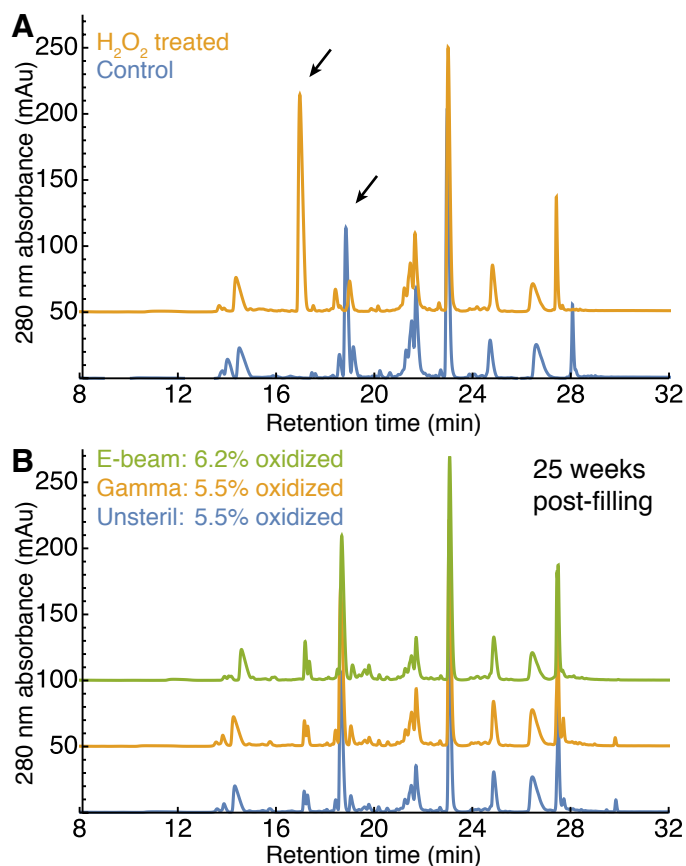 A
H₂O₂ treated
Control
280 nm absorbance (mAu)
250
200
150
100
50
8 12 16 20 24 28 32
Retention time (min)
B
E-beam: 6.2% oxidized
Gamma: 5.5% oxidized
Unsteril: 5.5% oxidized
25 weeks
post-filling
280 nm absorbance (mAu)
250
200
150
100
50
8 12 16 20 24 28 32
Retention time (min)